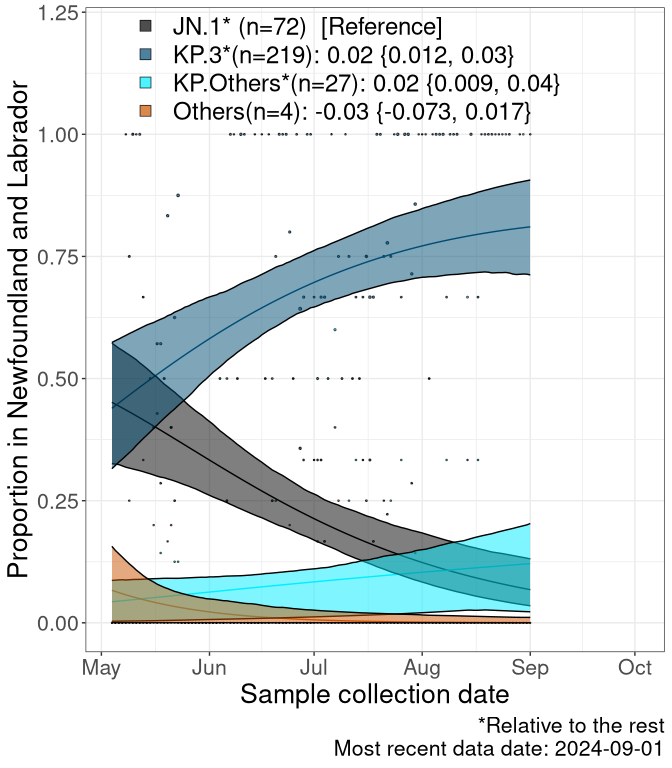 JN.1* (n=72)  [Reference]
KP.3*(n=219): 0.02 {0.012, 0.03}
KP.Others*(n=27): 0.02 {0.009, 0.04}
Others(n=4): -0.03 {-0.073, 0.017}
Proportion in Newfoundland and Labrador
1.25
1.00
0.75
0.50
0.25
0.00
May Jun Jul Aug Sep Oct
Sample collection date
*Relative to the rest
Most recent data date: 2024-09-01